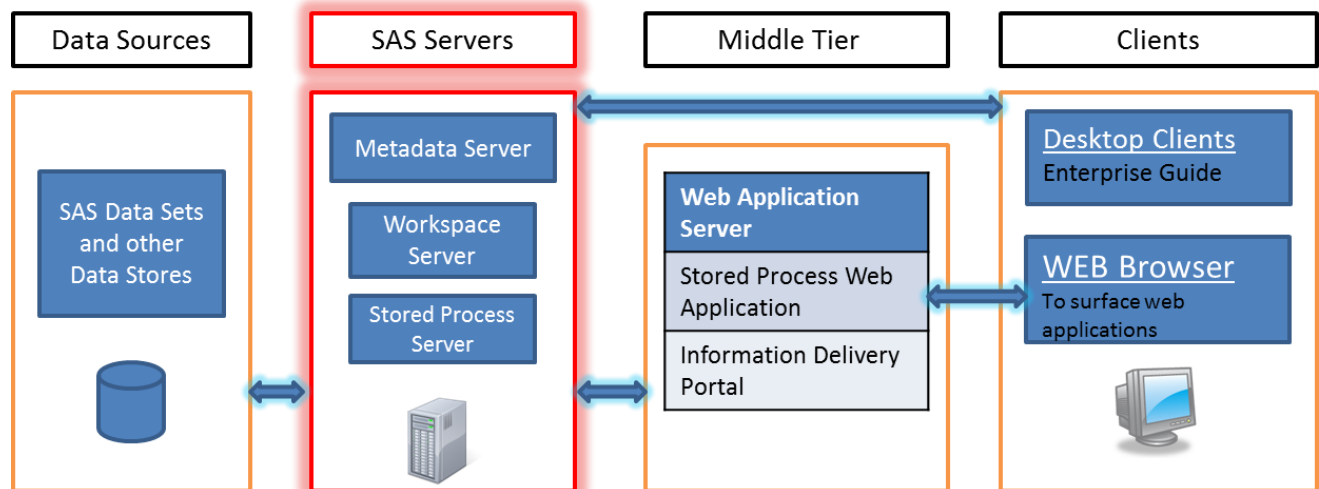 Data Sources
SAS Servers
Middle Tier
Clients
SAS Data Sets
and other
Data Stores
Metadata Server
Workspace
Server
Stored Process
Server
Web Application
Server
Stored Process Web
Application
Information Delivery
Portal
Desktop Clients
Enterprise Guide
WEB Browser
To surface web
applications